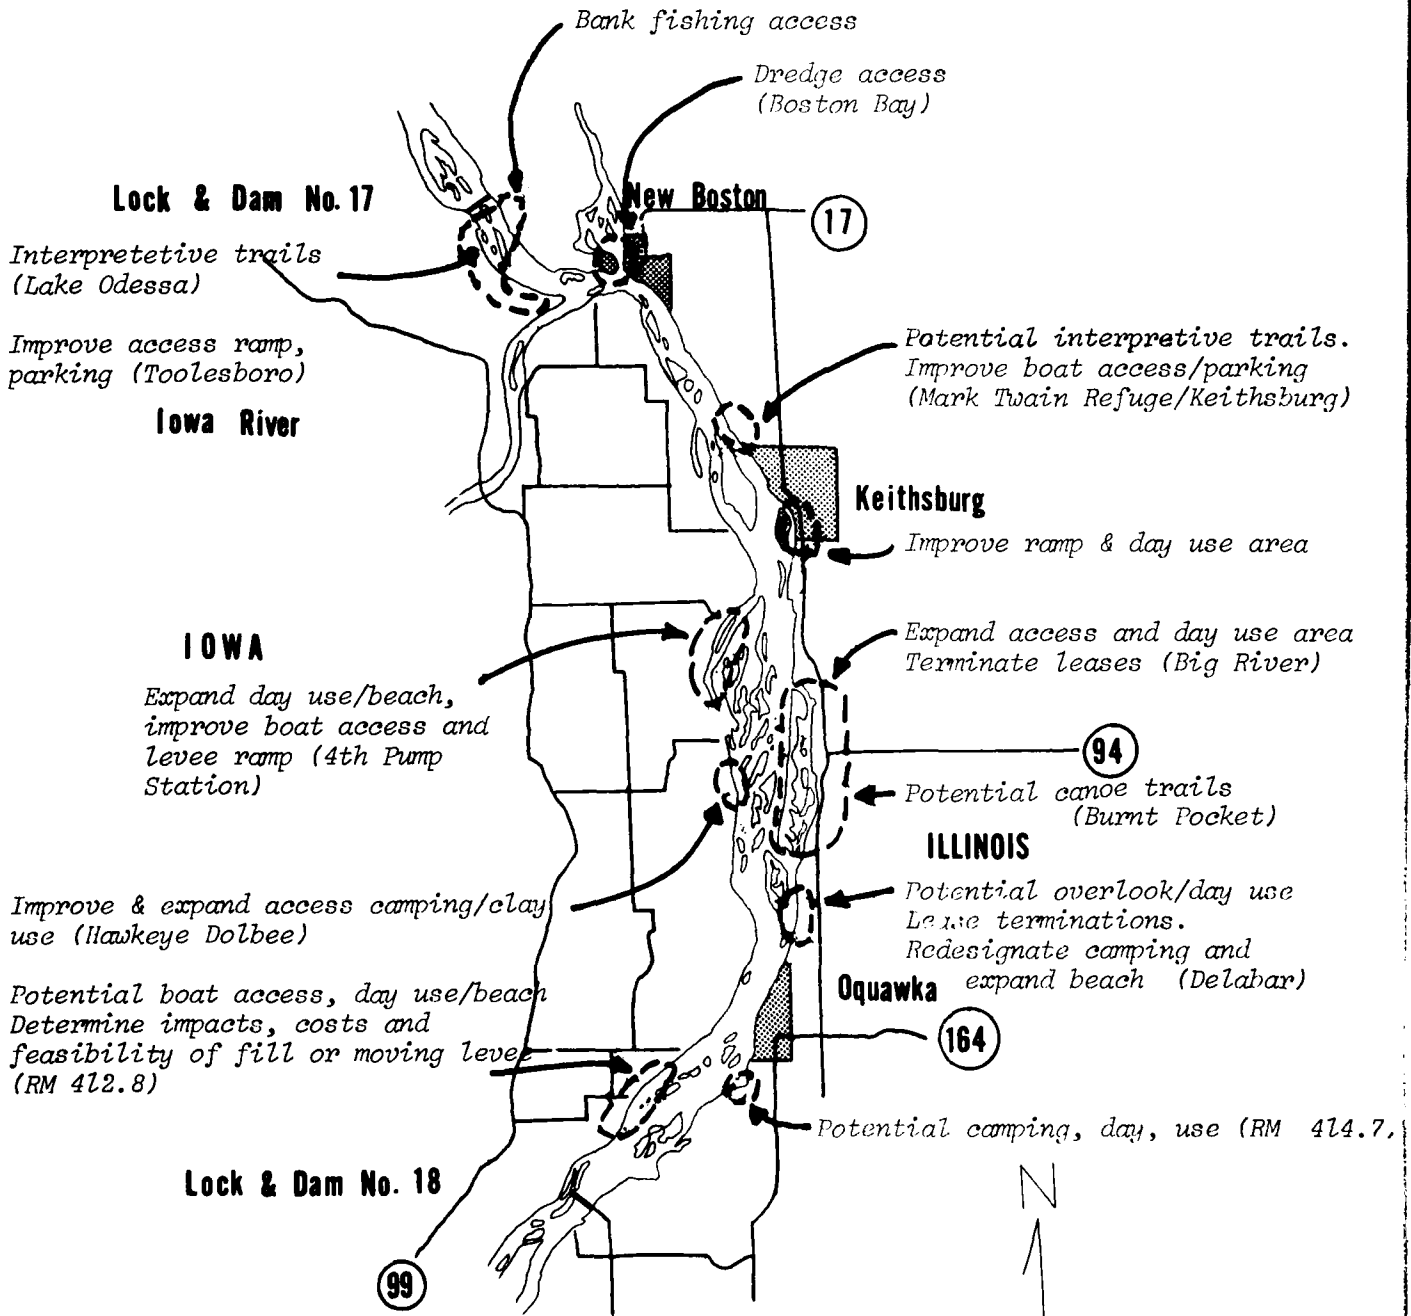 Bank fishing access
Dredge access
(Boston Bay)
Lock & Dam No. 17
New Boston
17
Interpretetive trails
(Lake Odessa)
Improve access ramp,
parking (Toolesboro)
Iowa River
Potential interpretive trails.
Improve boat access/parking
(Mark Twain Refuge/Keithsburg)
Keithsburg
Improve ramp & day use area
IOWA
Expand access and day use area
Terminate leases (Big River)
Expand day use/beach,
improve boat access and
levee ramp (4th Pump
Station)
94
Potential canoe trails
(Burnt Pocket)
ILLINOIS
Improve & expand access camping/clay
use (Hawkeye Dolbee)
Potential overlook/day use
Lease terminations.
Redesignate camping and
expand beach (Delabar)
Oquawka
Potential boat access, day use/beach
Determine impacts, costs and
feasibility of fill or moving levee
(RM 412.8)
164
Potential camping, day, use (RM 414.7,
Lock & Dam No. 18
N
99